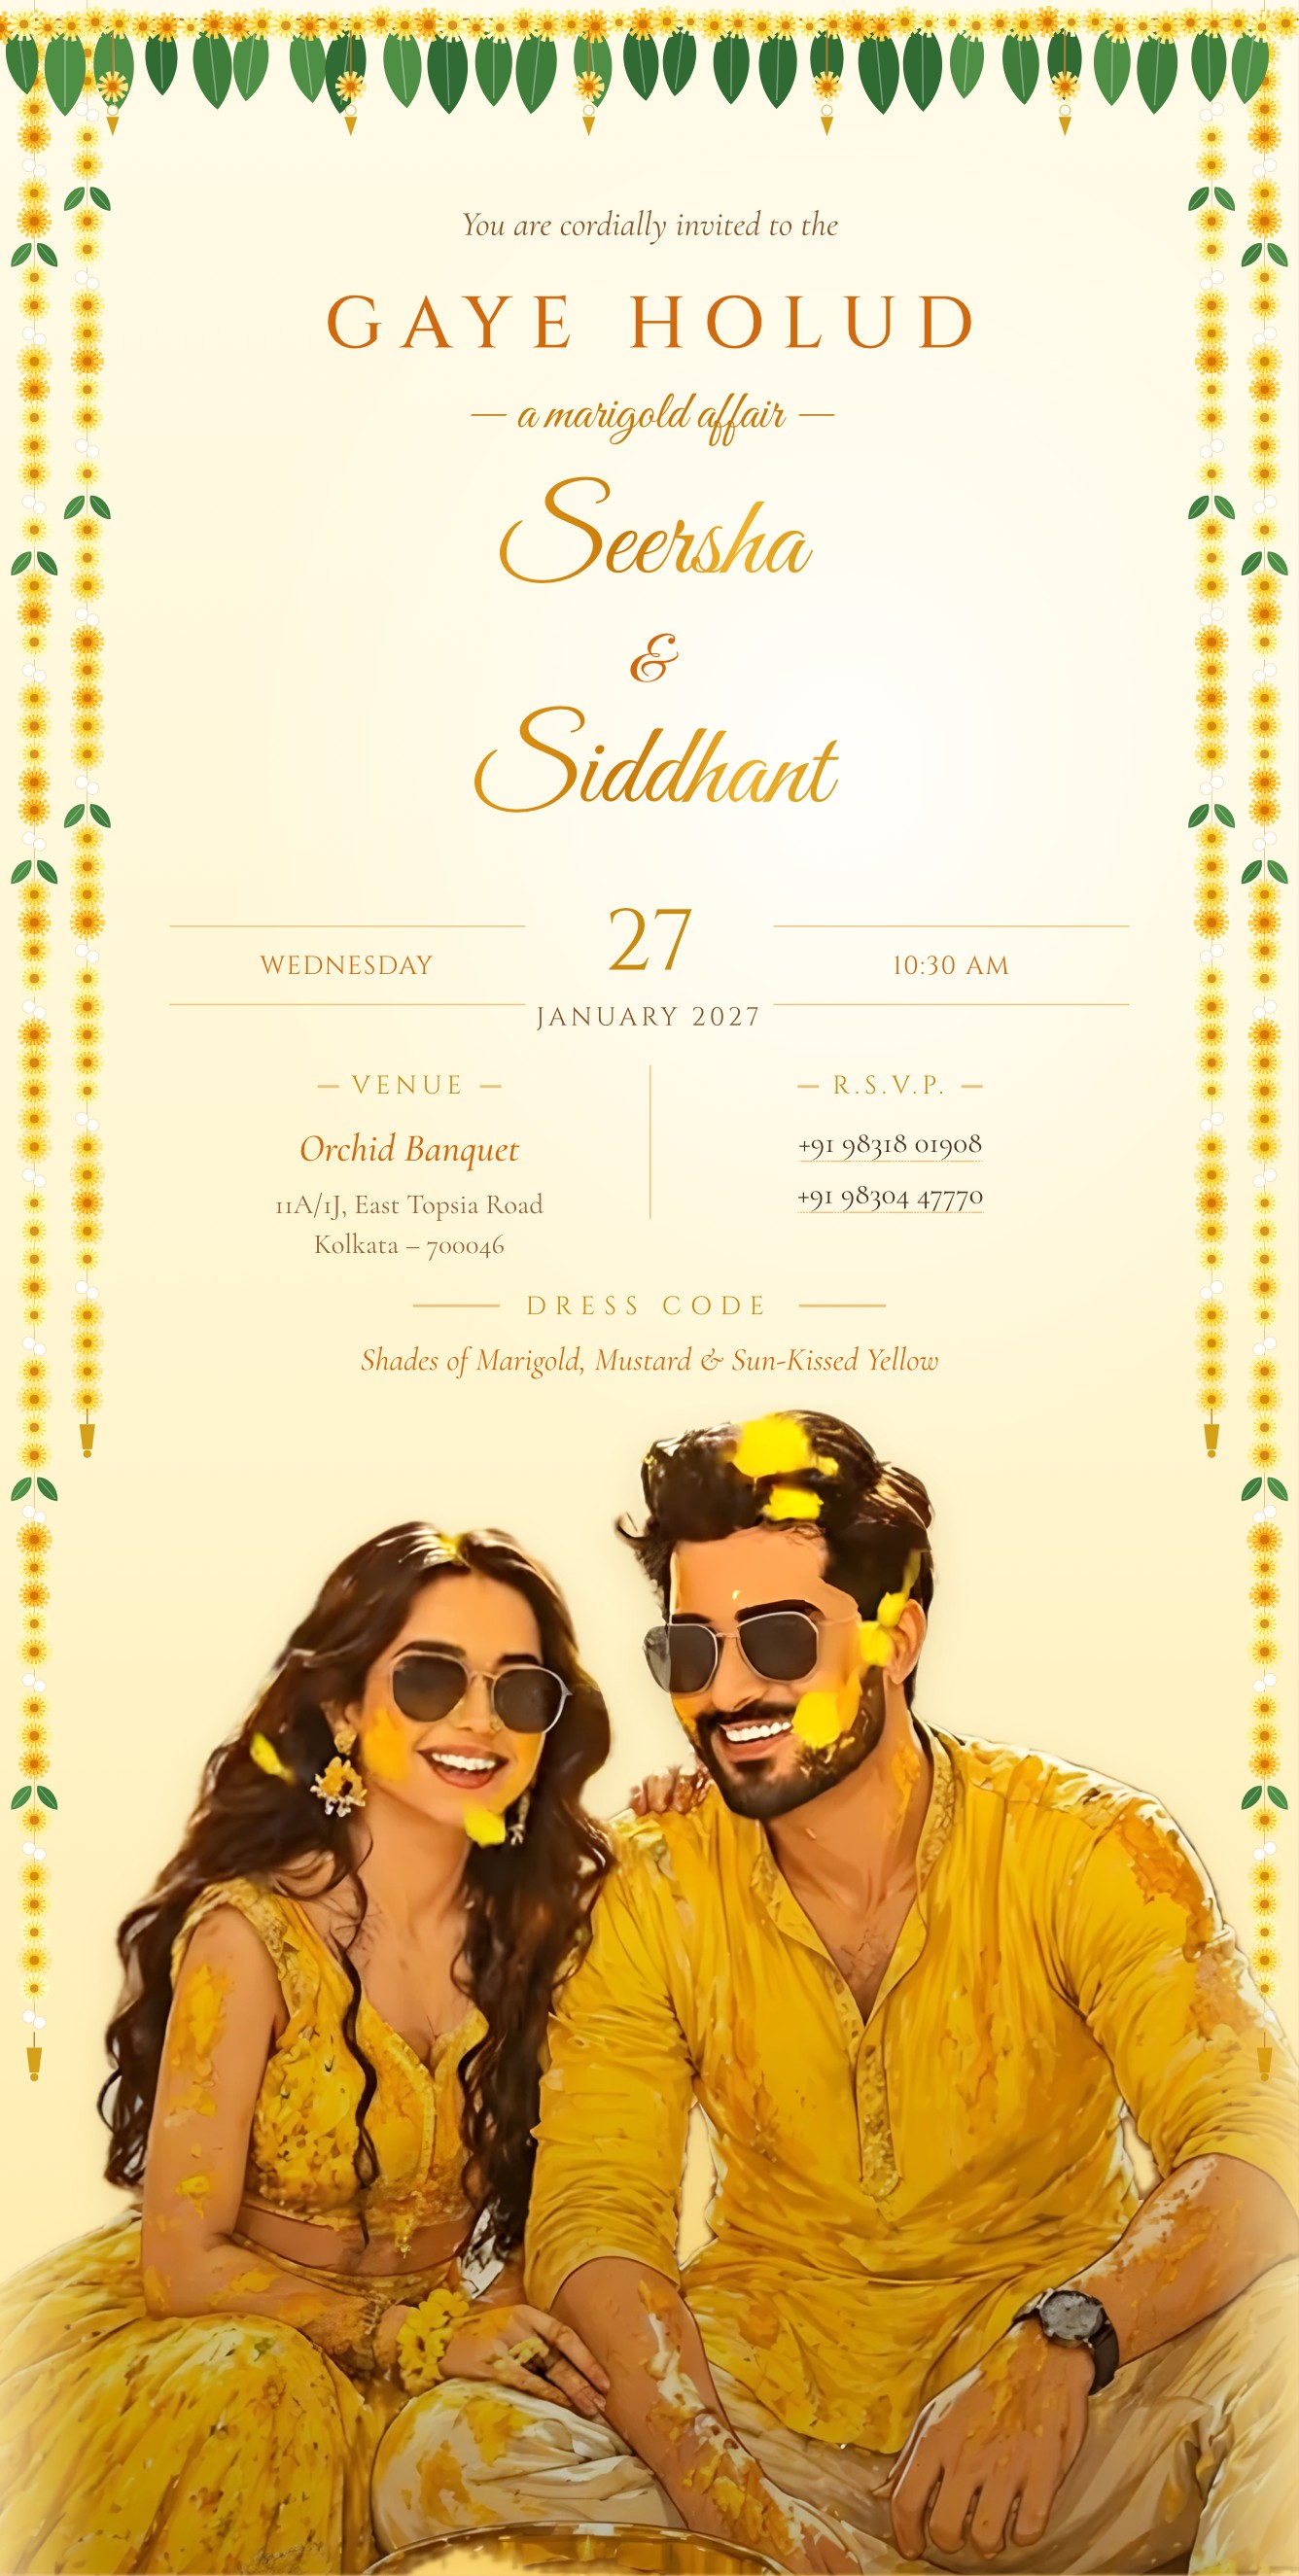 You are cordially invited to the
GAYE HOLUD
— a marigold affair —
Seersha
&
Siddhant
WEDNESDAY
27
JANUARY 2027
10:30 AM
— VENUE —
Orchid Banquet
11A/1J, East Topsia Road
Kolkata – 700046
— R.S.V.P. —
+91 98318 01908
+91 98304 47770
DRESS CODE
Shades of Marigold, Mustard & Sun-Kissed Yellow